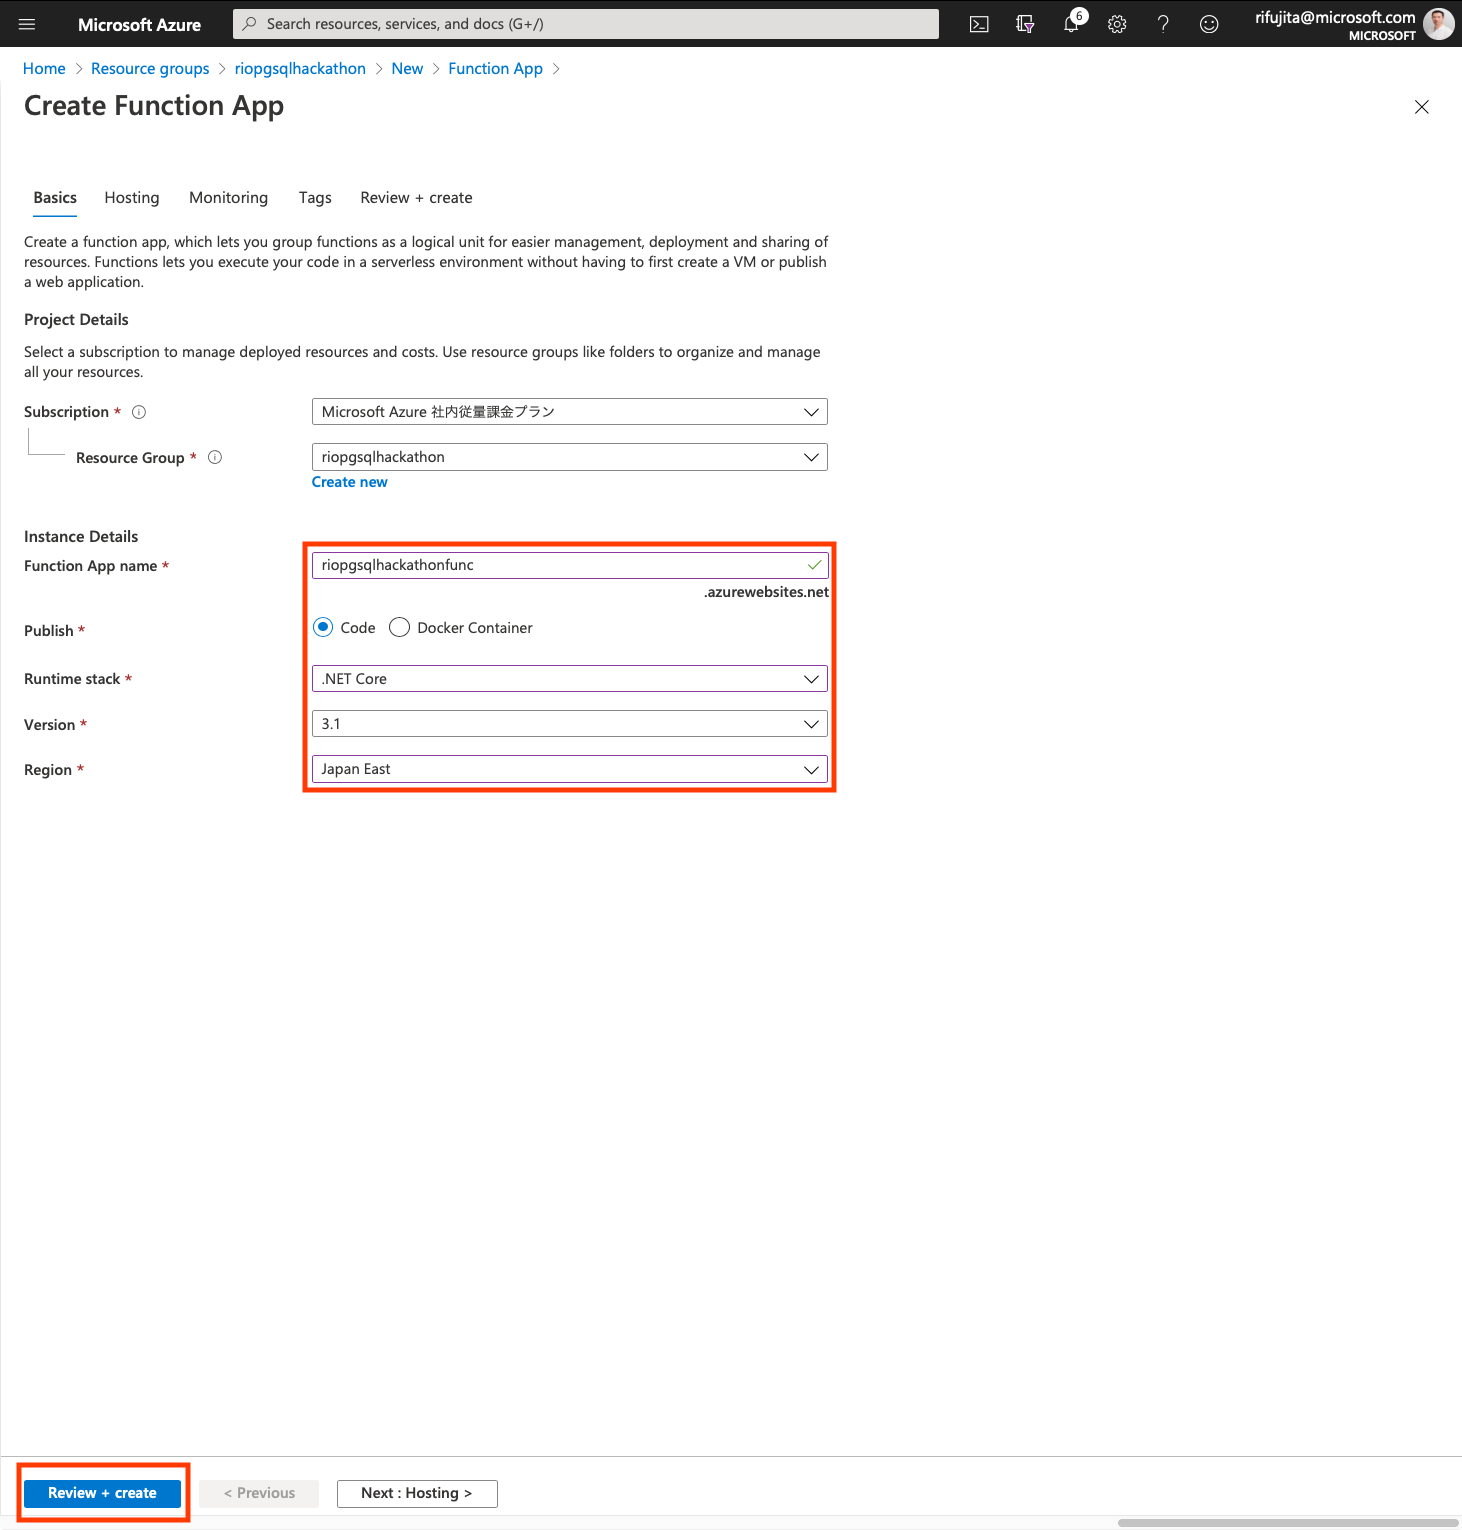 Microsoft Azure
Search resources, services, and docs (G+/)
6
rifujita@microsoft.com
MICROSOFT
Home > Resource groups > riopgsqlhackathon > New > Function App >
Create Function App
Basics Hosting Monitoring Tags Review + create
Create a function app, which lets you group functions as a logical unit for easier management, deployment and sharing of
resources. Functions lets you execute your code in a serverless environment without having to first create a VM or publish
a web application.
Project Details
Select a subscription to manage deployed resources and costs. Use resource groups like folders to organize and manage
all your resources.
Subscription *
Microsoft Azure 社内従量課金プラン
Resource Group *
riopgsqlhackathon
Create new
Instance Details
Function App name *
riopgsqlhackathonfunc
.azurewebsites.net
Publish *
Code Docker Container
Runtime stack *
.NET Core
Version *
3.1
Region *
Japan East
Review + create
< Previous
Next : Hosting >